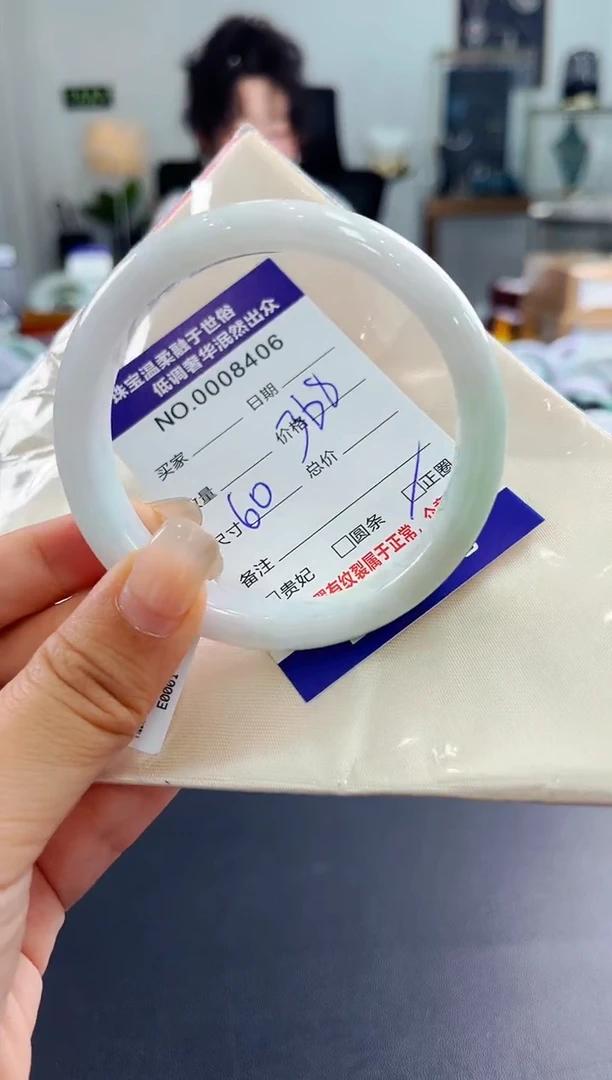 珠宝温柔融于世俗
低调奢华泯然出众
NO.0008406
买家 日期
数量 价格 368
尺寸 60 总价
备注 圆条 正圈
贵妃
有纹裂属于正常,
E0001